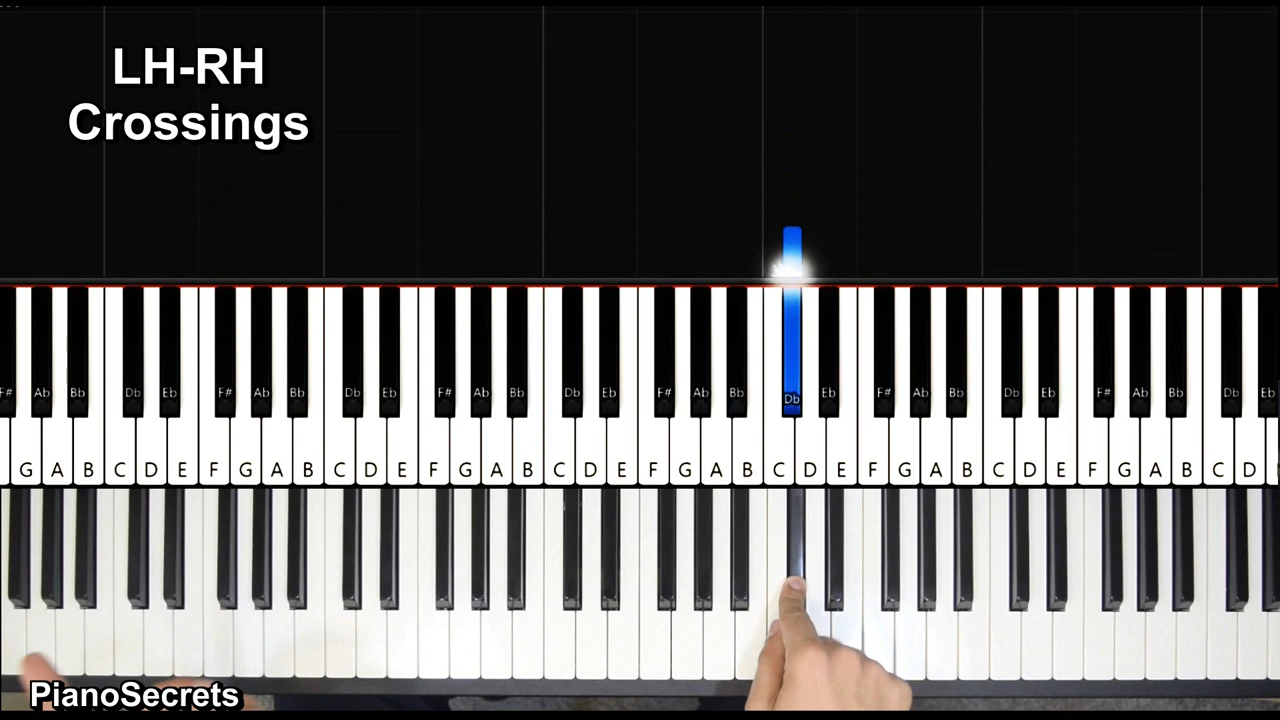 LH-RH
Crossings
F# Ab Bb Db Eb F# Ab Bb Db Eb F# Ab Bb Db Eb F# Ab Bb Db Eb F# Ab Bb Db Eb F# Ab Bb Db Eb
G A B C D E F G A B C D E F G A B C D E F G A B C D E F G A B C D E F G A B C D
PianoSecrets